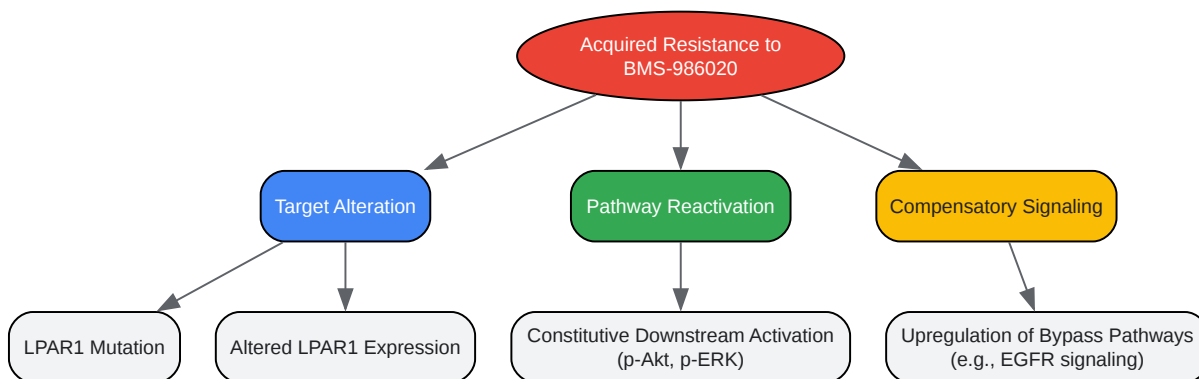 Acquired Resistance to
BMS-986020
Target Alteration
Pathway Reactivation
Compensatory Signaling
LPAR1 Mutation
Altered LPAR1 Expression
Constitutive Downstream Activation
(p-Akt, p-ERK)
Upregulation of Bypass Pathways
(e.g., EGFR signaling)